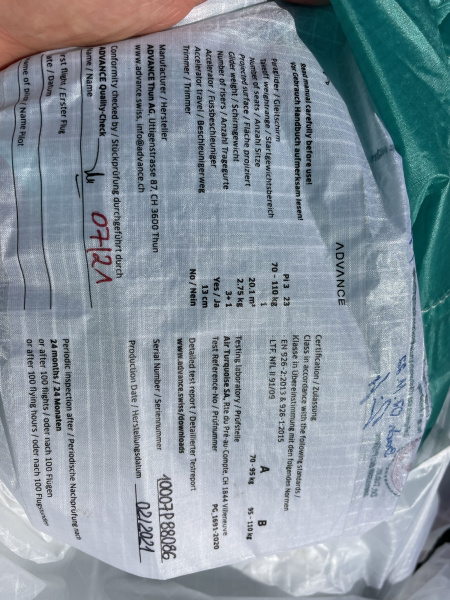 ADVANCE
Read manual carefully before use!
Vor Gebrauch Handbuch aufmerksam lesen!
Paraglider / Gleitschirm PI 3 23
Takeoff weightrange / Startgewichtsbereich 70 - 110 kg
Number of seats / Anzahl Sitze 1
Projected surface / Fläche projiziert 20.1 m²
Glider weight / Schirmgewicht 2.75 kg
Number of risers / Anzahl Tragegurte 3+1
Accelerator / Fussbeschleuniger Yes / Ja
Accelerator travel / Beschleunigerweg 13 cm
Trimmer / Trimmer No / Nein
Manufacturer / Hersteller
ADVANCE Thun AG, Uttigenstrasse 87, CH 3600 Thun
www.advance.swiss, info@advance.ch
Conformity checked by / Stückprüfung durchgeführt durch
ADVANCE Quality-Check
Name / Name 07/21
First flight / Erster Flug
Date / Datum
Name of pilot / Name Pilot
Certification / Zulassung
Class in accordance with the following standards /
Klasse in Übereinstimmung mit den folgenden Normen
EN 926-2:2013 & 926-1:2015
LTF, NfL II 91/09
A B
70 - 95 kg 95 - 110 kg
Testing laboratory / Prüfstelle
Air Turquoise SA, Rte du Pré-au-Compte, CH 1844 Villeneuve
Test Reference-No / Prüfnummer PG_1691-2020
Detailed test report / Detaillierter Testreport
www.advance.swiss/downloads
Serial Number / Seriennummer 10007P88086
Production Date / Herstellungsdatum 02/2021
Periodic inspection after / Periodische Nachprüfung nach
24 months / 24 Monaten
or after 100 flights / oder nach 100 Flügen
or after 100 flying hours / oder nach 100 Flugstunden